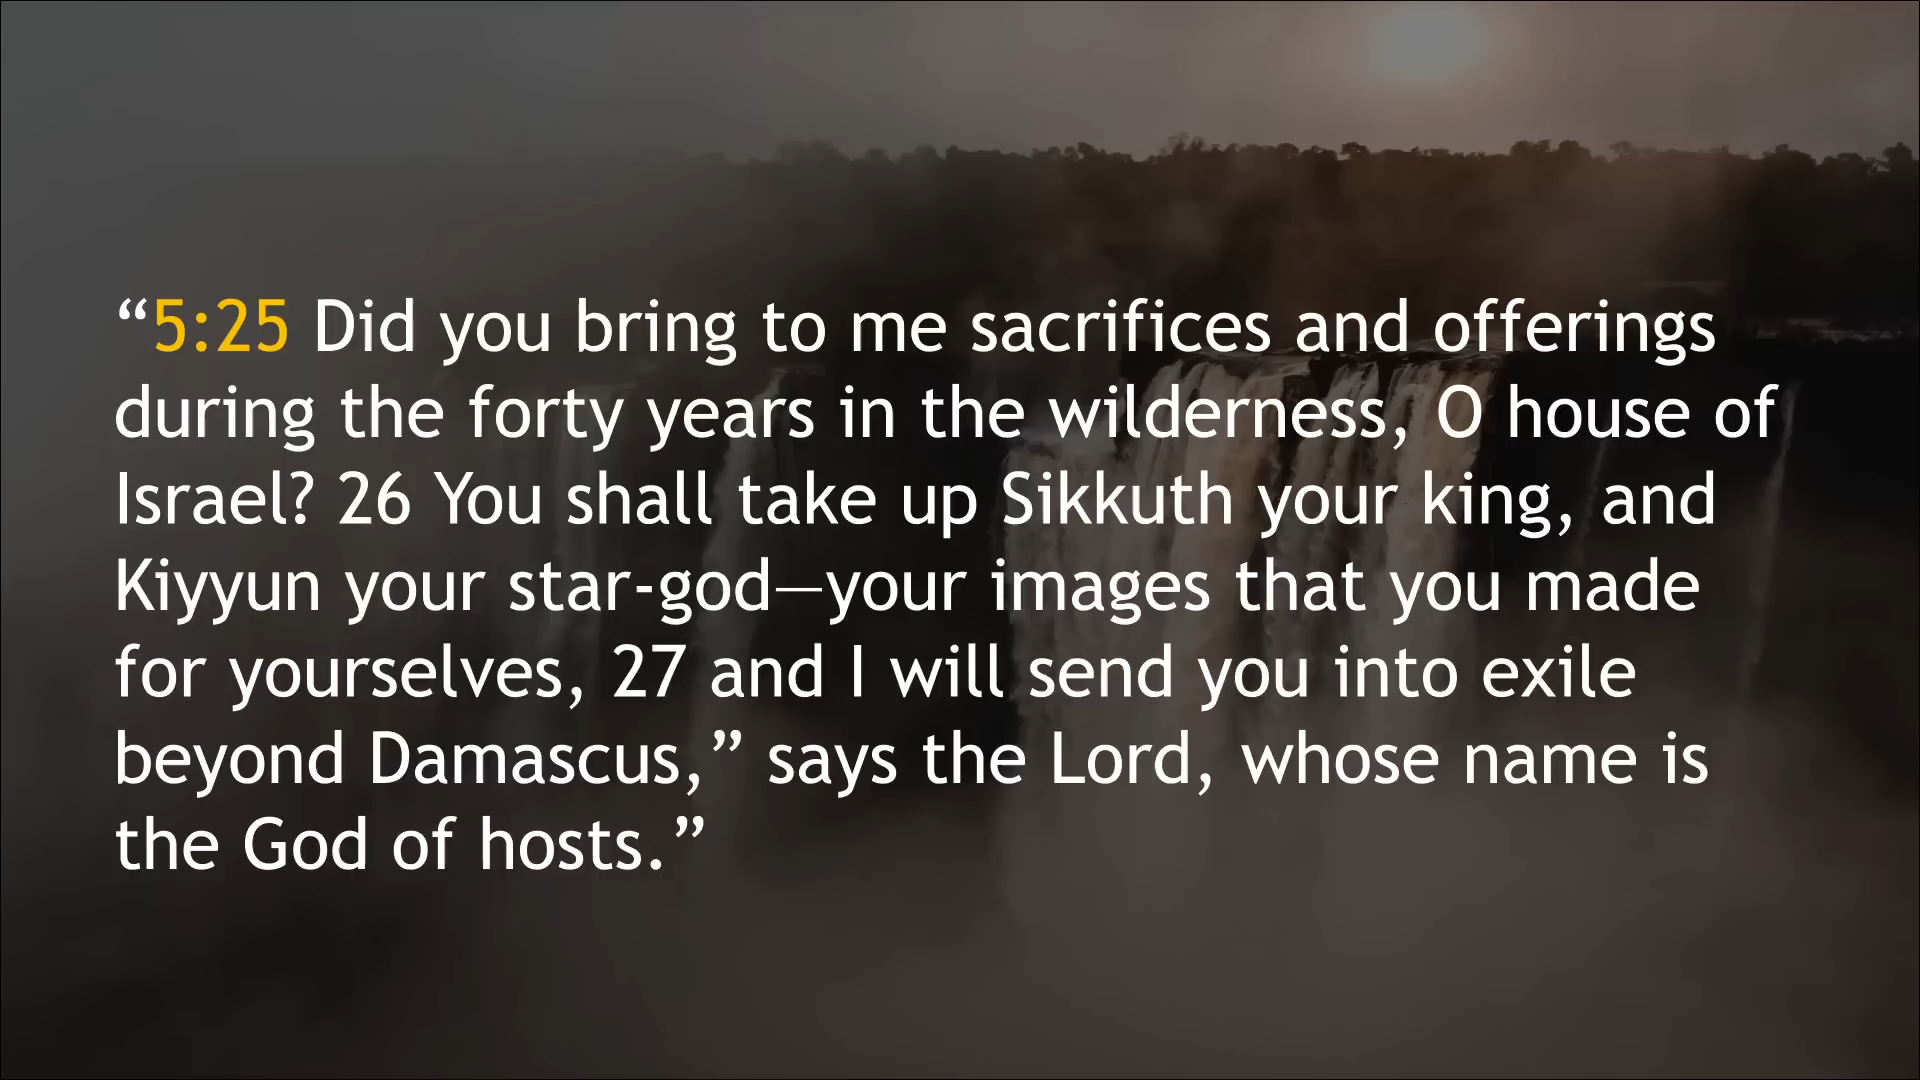 “5:25 Did you bring to me sacrifices and offerings
during the forty years in the wilderness, O house of
Israel? 26 You shall take up Sikkuth your king, and
Kiyyun your star-god—your images that you made
for yourselves, 27 and I will send you into exile
beyond Damascus,” says the Lord, whose name is
the God of hosts.”